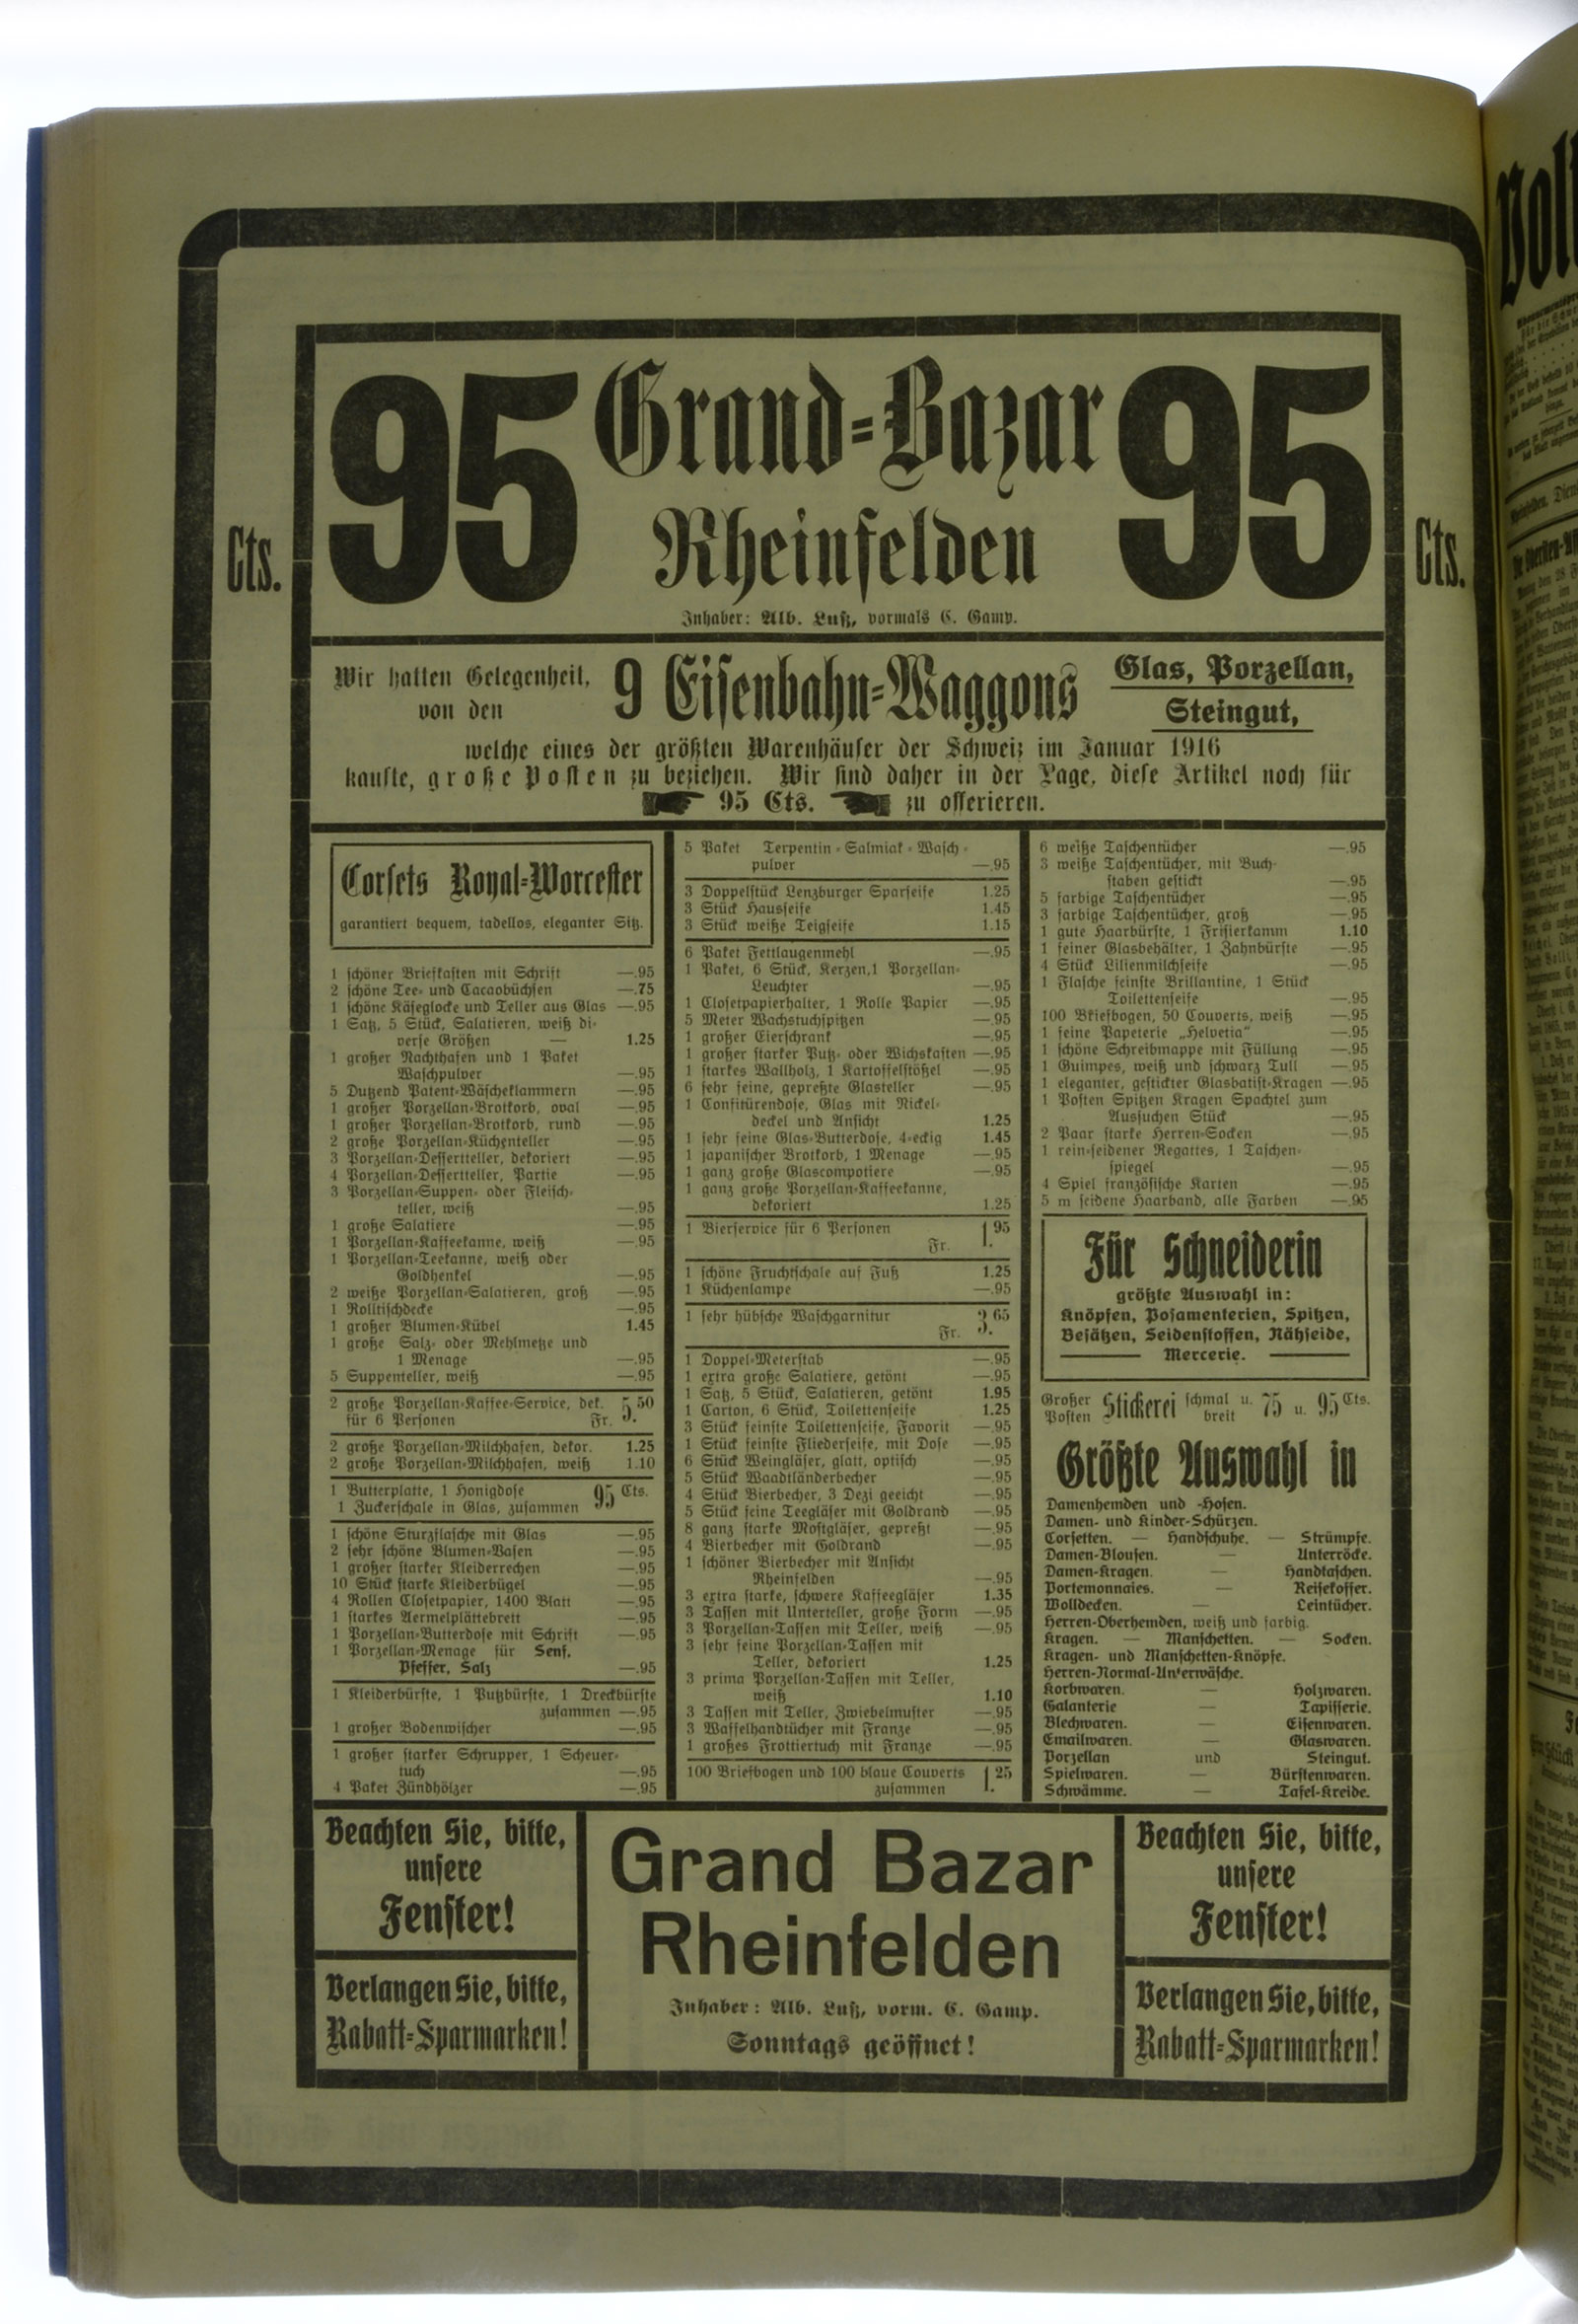 95 Grand-Bazar 95
Rheinfelden
Cts.
Cts.
Inhaber: Alb. Luß, vormals C. Gamp.
Wir hatten Gelegenheit,
von den
9 Eisenbahn-Waggons
Glas, Porzellan,
Steingut,
welche eines der größten Warenhäuser der Schweiz im Januar 1916
kaufte, große Posten zu beziehen. Wir sind daher in der Lage, diese Artikel noch für
95 Cts. zu offerieren.
Corsets Royal-Worcester
garantiert bequem, tadellos, eleganter Sitz.
1 schöner Briefkasten mit Schrift —.95
2 schöne Tee- und Cacaobüchsen —.75
1 schöne Käseglocke und Teller aus Glas —.95
1 Satz, 5 Stück, Salatieren, weiß di-
verse Größen — 1.25
1 großer Nachthafen und 1 Paket
Waschpulver —.95
5 Dutzend Patent-Wäscheklammern —.95
1 großer Porzellan-Brotkorb, oval —.95
1 großer Porzellan-Brotkorb, rund —.95
2 große Porzellan-Küchenteller —.95
3 Porzellan-Dessertteller, dekoriert —.95
4 Porzellan-Dessertteller, Partie —.95
3 Porzellan-Suppen- oder Fleisch-
teller, weiß —.95
1 große Salatiere —.95
1 Porzellan-Kaffeekanne, weiß —.95
1 Porzellan-Teekanne, weiß oder
Goldhenkel —.95
2 weiße Porzellan-Salatieren, groß —.95
1 Rolltischdecke —.95
1 großer Blumen-Kübel 1.45
1 große Salz- oder Mehlmetze und
1 Menage —.95
5 Suppenteller, weiß —.95
2 große Porzellan-Kaffee-Service, dek.
für 6 Personen Fr. 5.50
2 große Porzellan-Milchhafen, dekor. 1.25
2 große Porzellan-Milchhafen, weiß 1.10
1 Butterplatte, 1 Honigdose
1 Zuckerschale in Glas, zusammen 95 Cts.
1 schöne Sturzflasche mit Glas —.95
2 sehr schöne Blumen-Vasen —.95
1 großer starker Kleiderrechen —.95
10 Stück starke Kleiderbügel —.95
4 Rollen Closetpapier, 1400 Blatt —.95
1 starkes Aermelplättebrett —.95
1 Porzellan-Butterdose mit Schrift —.95
1 Porzellan-Menage für Senf,
Pfeffer, Salz —.95
1 Kleiderbürste, 1 Putzbürste, 1 Dreckbürste
zusammen —.95
1 großer Bodenwischer —.95
1 großer starker Schrupper, 1 Scheuer-
tuch —.95
4 Paket Zündhölzer —.95
5 Paket Terpentin-Salmiak-Wasch-
pulver —.95
3 Doppelstück Lenzburger Sparseife 1.25
3 Stück Hausseife 1.45
3 Stück weiße Teigseife 1.15
6 Paket Fettlaugenmehl —.95
1 Paket, 6 Stück, Kerzen,1 Porzellan-
Leuchter —.95
1 Closetpapierhalter, 1 Rolle Papier —.95
5 Meter Wachstuchspitzen —.95
1 großer Eierschrank —.95
1 großer starker Putz- oder Wichskasten —.95
1 starkes Wallholz, 1 Kartoffelstößel —.95
6 sehr feine, gepreßte Glasteller —.95
1 Confitürendose, Glas mit Nickel-
deckel und Ansicht 1.25
1 sehr feine Glas-Butterdose, 4-eckig 1.45
1 japanischer Brotkorb, 1 Menage —.95
1 ganz große Glascompotiere —.95
1 ganz große Porzellan-Kaffeekanne,
dekoriert 1.25
1 Bierservice für 6 Personen
Fr. 1.95
1 schöne Fruchtschale auf Fuß 1.25
1 Küchenlampe —.95
1 sehr hübsche Waschgarnitur
Fr. 3.65
1 Doppel-Meterstab —.95
1 extra große Salatiere, getönt —.95
1 Satz, 5 Stück, Salatieren, getönt 1.95
1 Carton, 6 Stück, Toilettenseife 1.25
3 Stück feinste Toilettenseife, Favorit —.95
1 Stück feinste Fliederseife, mit Dose —.95
6 Stück Weingläser, glatt, optisch —.95
5 Stück Waadtländerbecher —.95
4 Stück Bierbecher, 3 Dezi geeicht —.95
5 Stück feine Teegläser mit Goldrand —.95
8 ganz starke Mostgläser, gepreßt —.95
4 Bierbecher mit Goldrand —.95
1 schöner Bierbecher mit Ansicht
Rheinfelden —.95
3 extra starke, schwere Kaffeegläser 1.35
3 Tassen mit Unterteller, große Form —.95
3 Porzellan-Tassen mit Teller, weiß —.95
3 sehr feine Porzellan-Tassen mit
Teller, dekoriert 1.25
3 prima Porzellan-Tassen mit Teller,
weiß 1.10
3 Tassen mit Teller, Zwiebelmuster —.95
3 Waffelhandtücher mit Franze —.95
1 großes Frottiertuch mit Franze —.95
100 Briefbogen und 100 blaue Couverts
zusammen 1.25
6 weiße Taschentücher —.95
3 weiße Taschentücher, mit Buch-
staben gestickt —.95
5 farbige Taschentücher —.95
3 farbige Taschentücher, groß —.95
1 gute Haarbürste, 1 Frisierkamm 1.10
1 feiner Glasbehälter, 1 Zahnbürste —.95
4 Stück Lilienmilchseife —.95
1 Flasche feinste Brillantine, 1 Stück
Toilettenseife —.95
100 Briefbogen, 50 Couverts, weiß —.95
1 feine Papeterie „Helvetia“ —.95
1 schöne Schreibmappe mit Füllung —.95
1 Guimpes, weiß und schwarz Tull —.95
1 eleganter, gestickter Glasbatist-Kragen —.95
1 Posten Spitzen Kragen Spachtel zum
Aussuchen Stück —.95
2 Paar starke Herren-Socken —.95
1 rein-seidener Regattes, 1 Taschen-
spiegel —.95
4 Spiel französische Karten —.95
5 m seidene Haarband, alle Farben —.95
Für Schneiderin
größte Auswahl in:
Knöpfen, Posamenterien, Spitzen,
Besätzen, Seidenstoffen, Nähseide,
Mercerie.
Großer Posten Stickerei schmal u. breit 75 u. 95 Cts.
Größte Auswahl in
Damenhemden und -Hosen.
Damen- und Kinder-Schürzen.
Corsetten. — Handschuhe. — Strümpfe.
Damen-Blousen. — Unterröcke.
Damen-Kragen. — Handtaschen.
Portemonnaies. — Reisekoffer.
Wolldecken. — Leintücher.
Herren-Oberhemden, weiß und farbig.
Kragen. — Manschetten. — Socken.
Kragen- und Manschetten-Knöpfe.
Herren-Normal-Unterwäsche.
Korbwaren. — Holzwaren.
Galanterie — Tapisserie.
Blechwaren. — Eisenwaren.
Emailwaren. — Glaswaren.
Porzellan und Steingut.
Spielwaren. — Bürstenwaren.
Schwämme. — Tafel-Kreide.
Beachten Sie, bitte,
unsere
Fenster!
Verlangen Sie, bitte,
Rabatt-Sparmarken!
Grand Bazar
Rheinfelden
Inhaber: Alb. Luß, vorm. C. Gamp.
Sonntags geöffnet!
Beachten Sie, bitte,
unsere
Fenster!
Verlangen Sie, bitte,
Rabatt-Sparmarken!